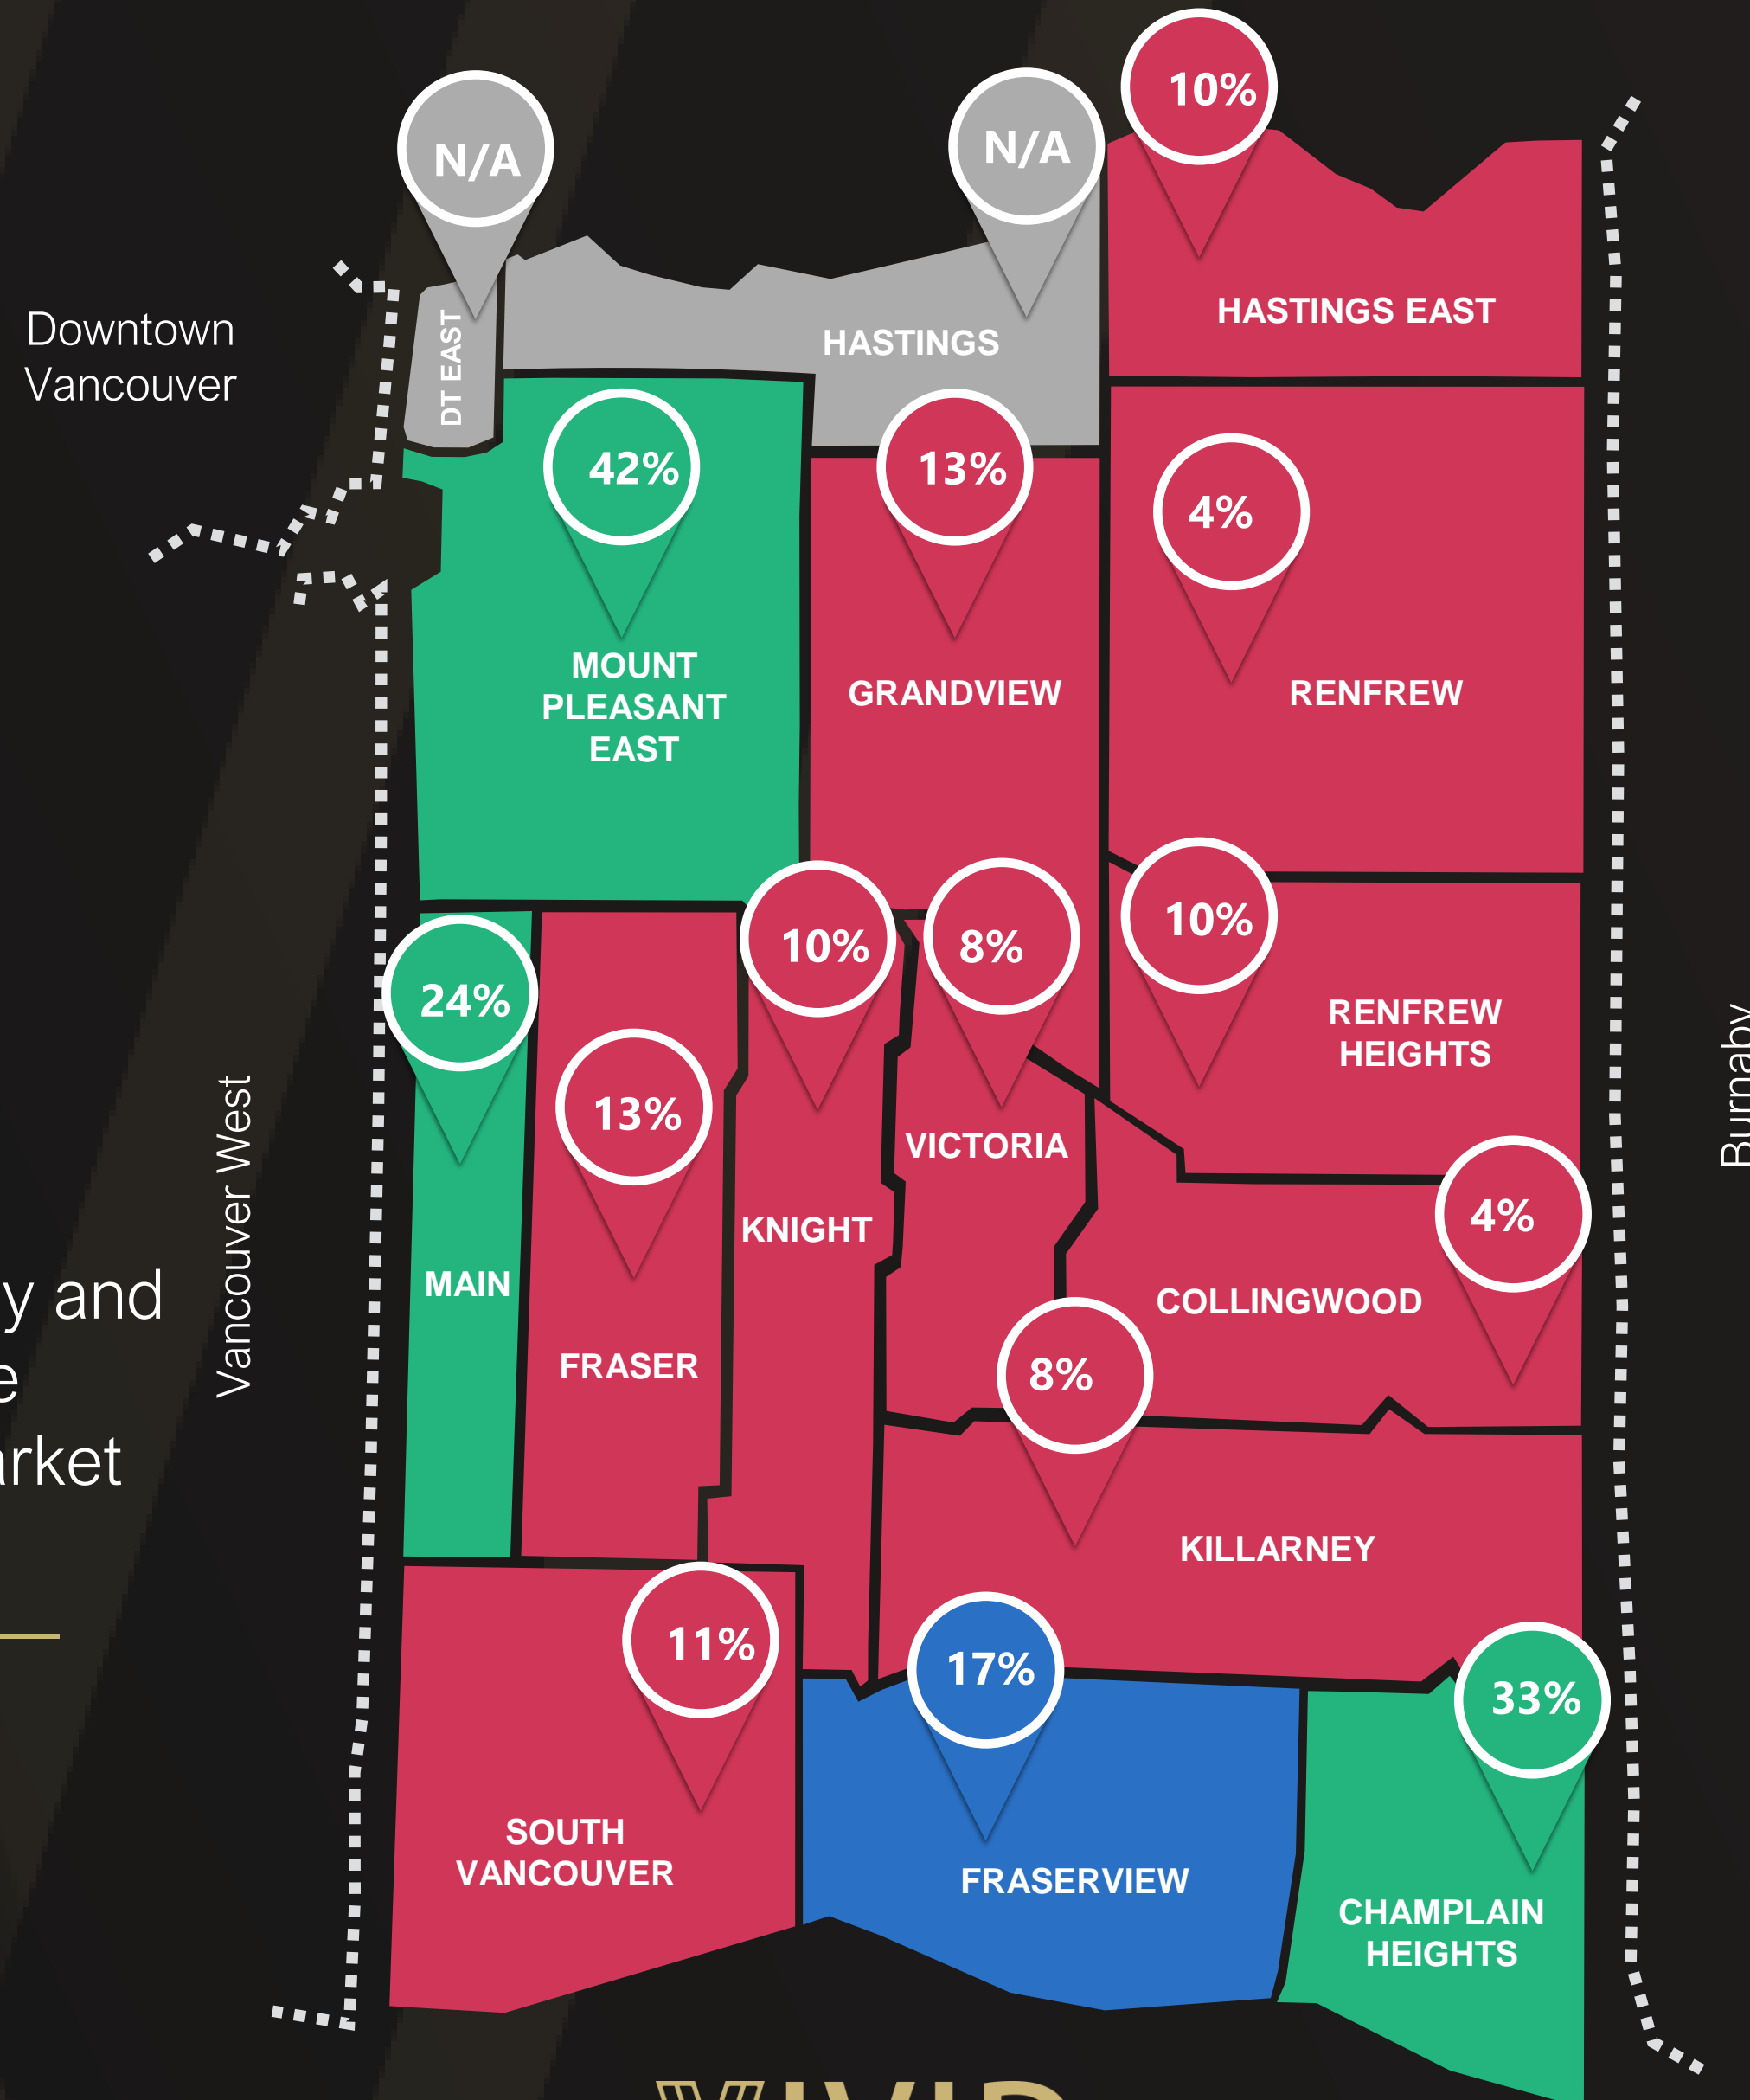 10%
N/A
N/A
HASTINGS EAST
Downtown
Vancouver
DT EAST
HASTINGS
42%
13%
4%
MOUNT
PLEASANT
EAST
GRANDVIEW
RENFREW
10%
8%
10%
24%
RENFREW
HEIGHTS
13%
Vancouver West
Burnaby
VICTORIA
KNIGHT
4%
MAIN
COLLINGWOOD
y and
FRASER
8%
e
rket
KILLARNEY
11%
17%
33%
SOUTH
VANCOUVER
FRASERVIEW
CHAMPLAIN
HEIGHTS
VIVID